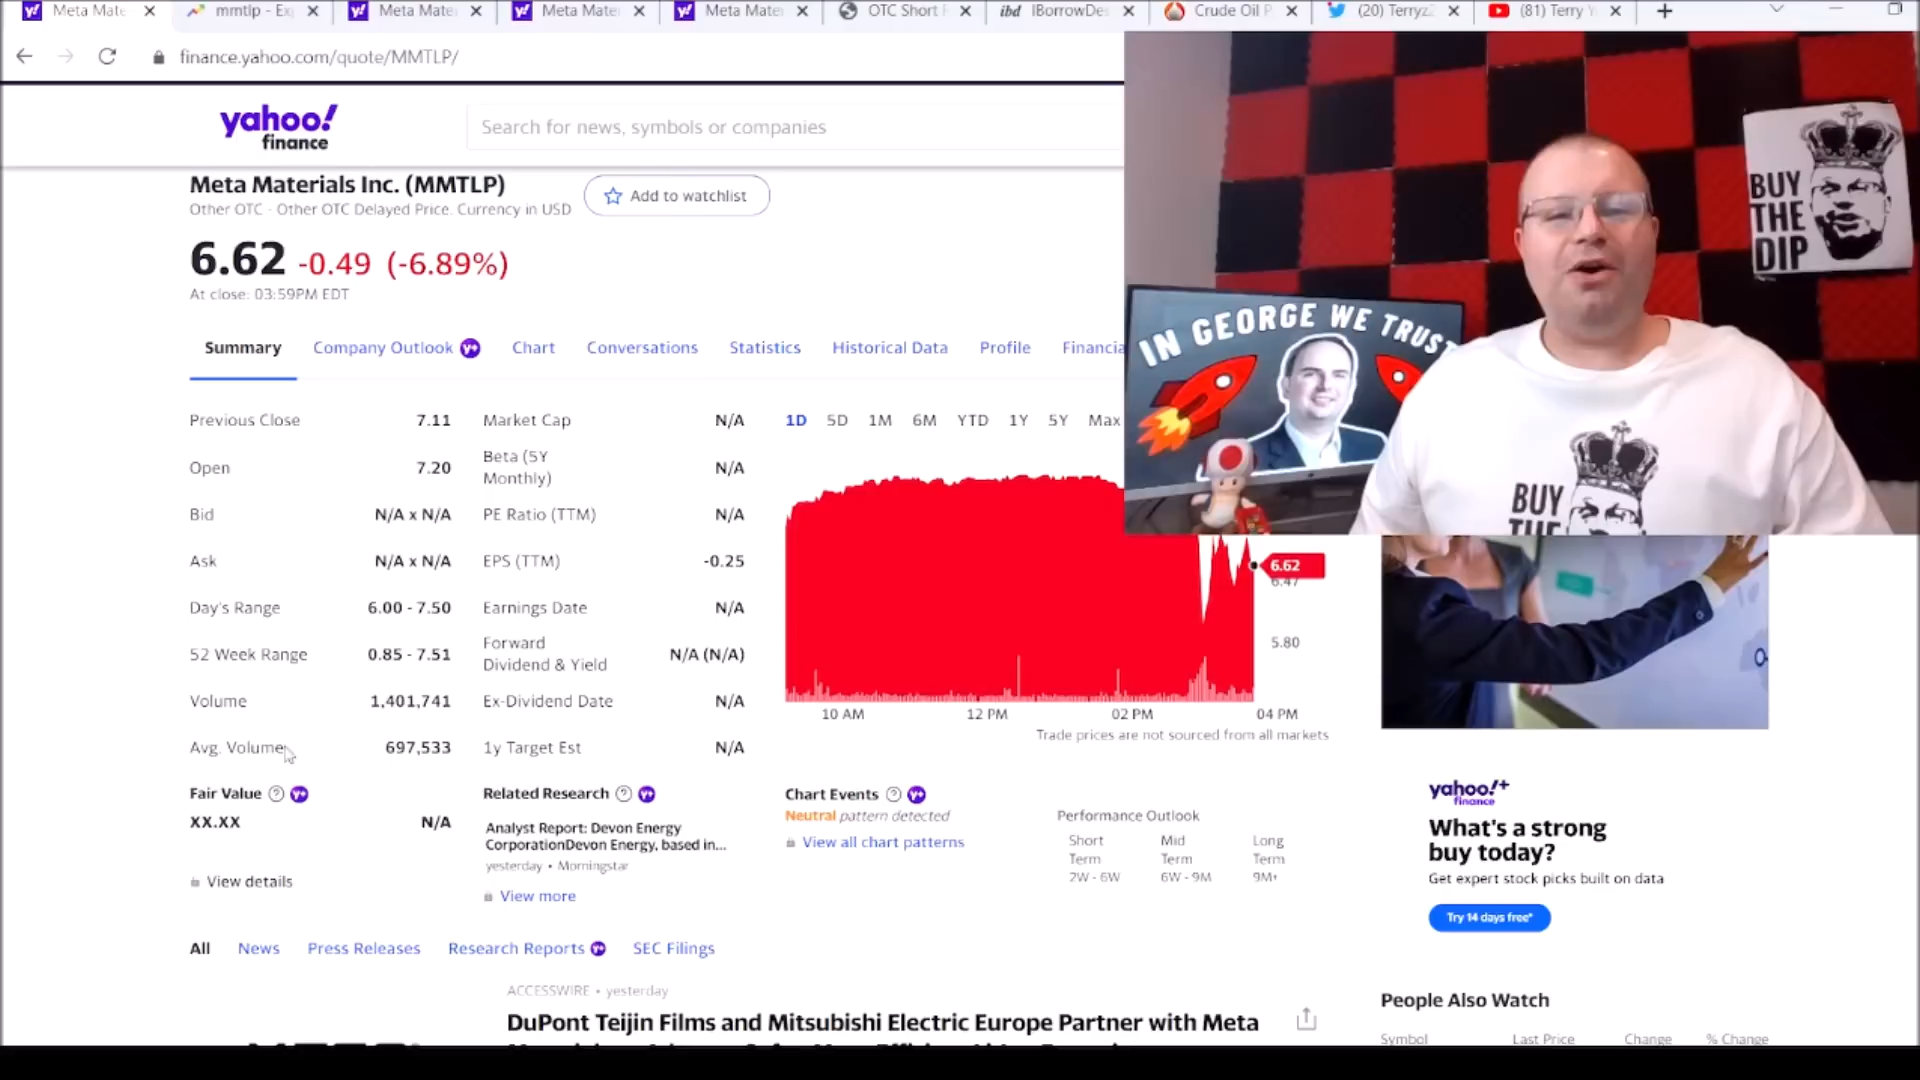 Meta Mate
mmtlp - Ex
Meta Mate
Meta Mate
Meta Mate
OTC Short
ibd IBorrowDes
Crude Oil P
(20) Terryz
(81) Terry
finance.yahoo.com/quote/MMTLP/
yahoo!
finance
Search for news, symbols or companies
Meta Materials Inc. (MMTLP)
Other OTC - Other OTC Delayed Price. Currency in USD
Add to watchlist
6.62 -0.49 (-6.89%)
At close: 03:59PM EDT
Summary Company Outlook Y+ Chart Conversations Statistics Historical Data Profile Financia
Previous Close 7.11
Open 7.20
Bid N/A x N/A
Ask N/A x N/A
Day's Range 6.00 - 7.50
52 Week Range 0.85 - 7.51
Volume 1,401,741
Avg. Volume 697,533
Market Cap N/A
Beta (5Y
Monthly) N/A
PE Ratio (TTM) N/A
EPS (TTM) -0.25
Earnings Date N/A
Forward
Dividend & Yield N/A (N/A)
Ex-Dividend Date N/A
1y Target Est N/A
1D 5D 1M 6M YTD 1Y 5Y Max
6.62
6.47
5.80
10 AM 12 PM 02 PM 04 PM
Trade prices are not sourced from all markets
IN GEORGE WE TRUST
BUY
THE
DIP
BUY
THE
Fair Value ? Y+
XX.XX N/A
View details
Related Research ? Y+
Analyst Report: Devon Energy
CorporationDevon Energy, based in...
yesterday • Morningstar
View more
Chart Events ? Y+
Neutral pattern detected
View all chart patterns
Performance Outlook
Short
Term
2W - 6W
Mid
Term
6W - 9M
Long
Term
9M+
yahoo!+
finance
What's a strong
buy today?
Get expert stock picks built on data
Try 14 days free*
All News Press Releases Research Reports Y+ SEC Filings
ACCESSWIRE • yesterday
DuPont Teijin Films and Mitsubishi Electric Europe Partner with Meta
People Also Watch
Symbol Last Price Change % Change